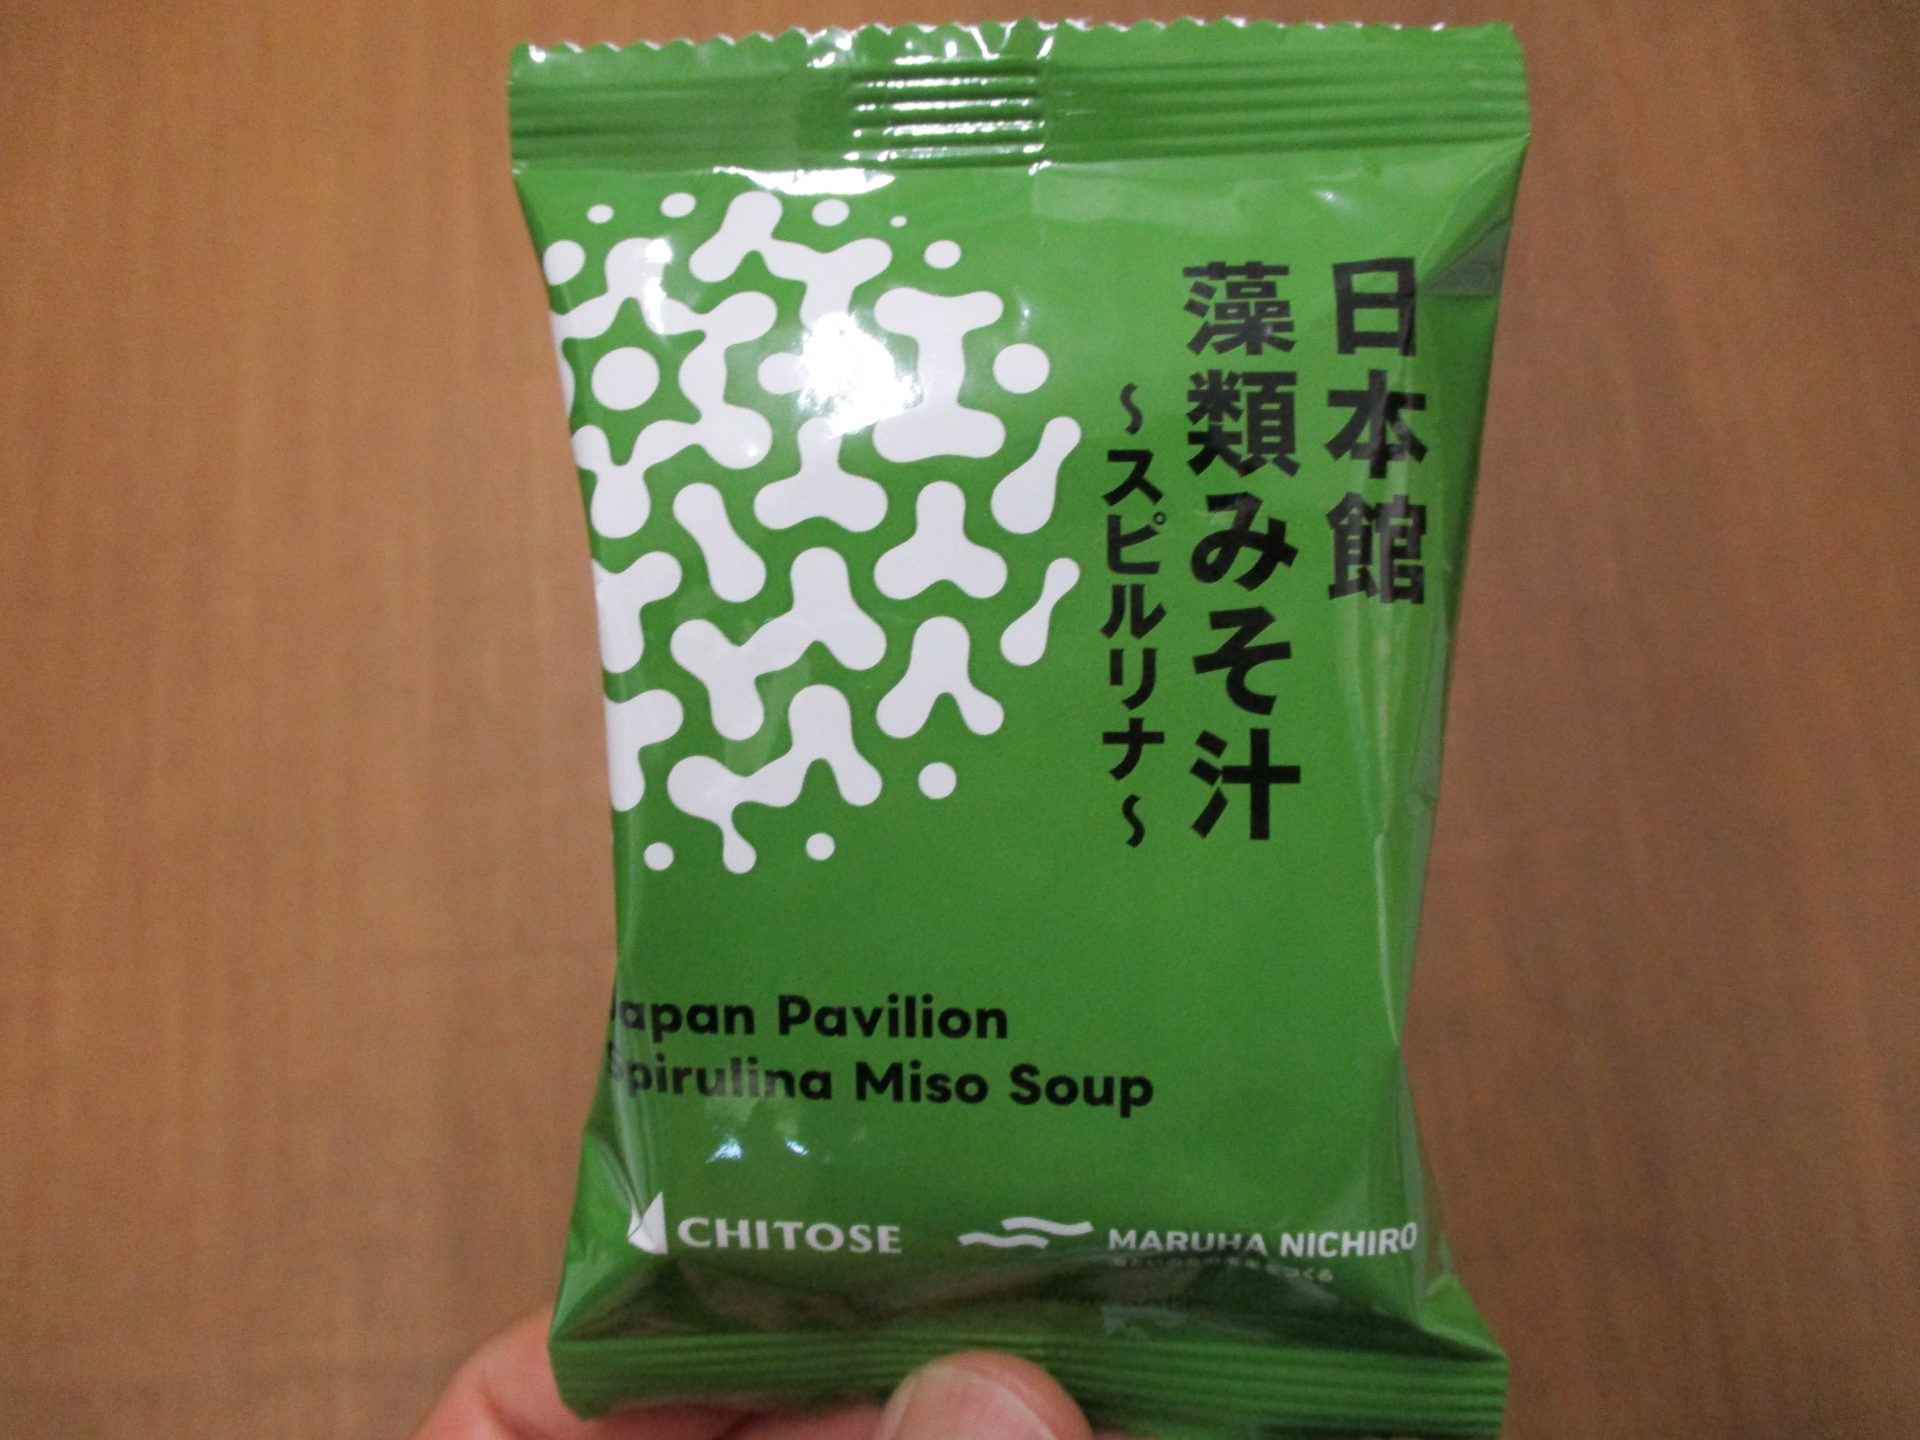 日本館
藻類みそ汁
～スピルリナ～
Japan Pavilion
Spirulina Miso Soup
CHITOSE
MARUHA NICHIRO